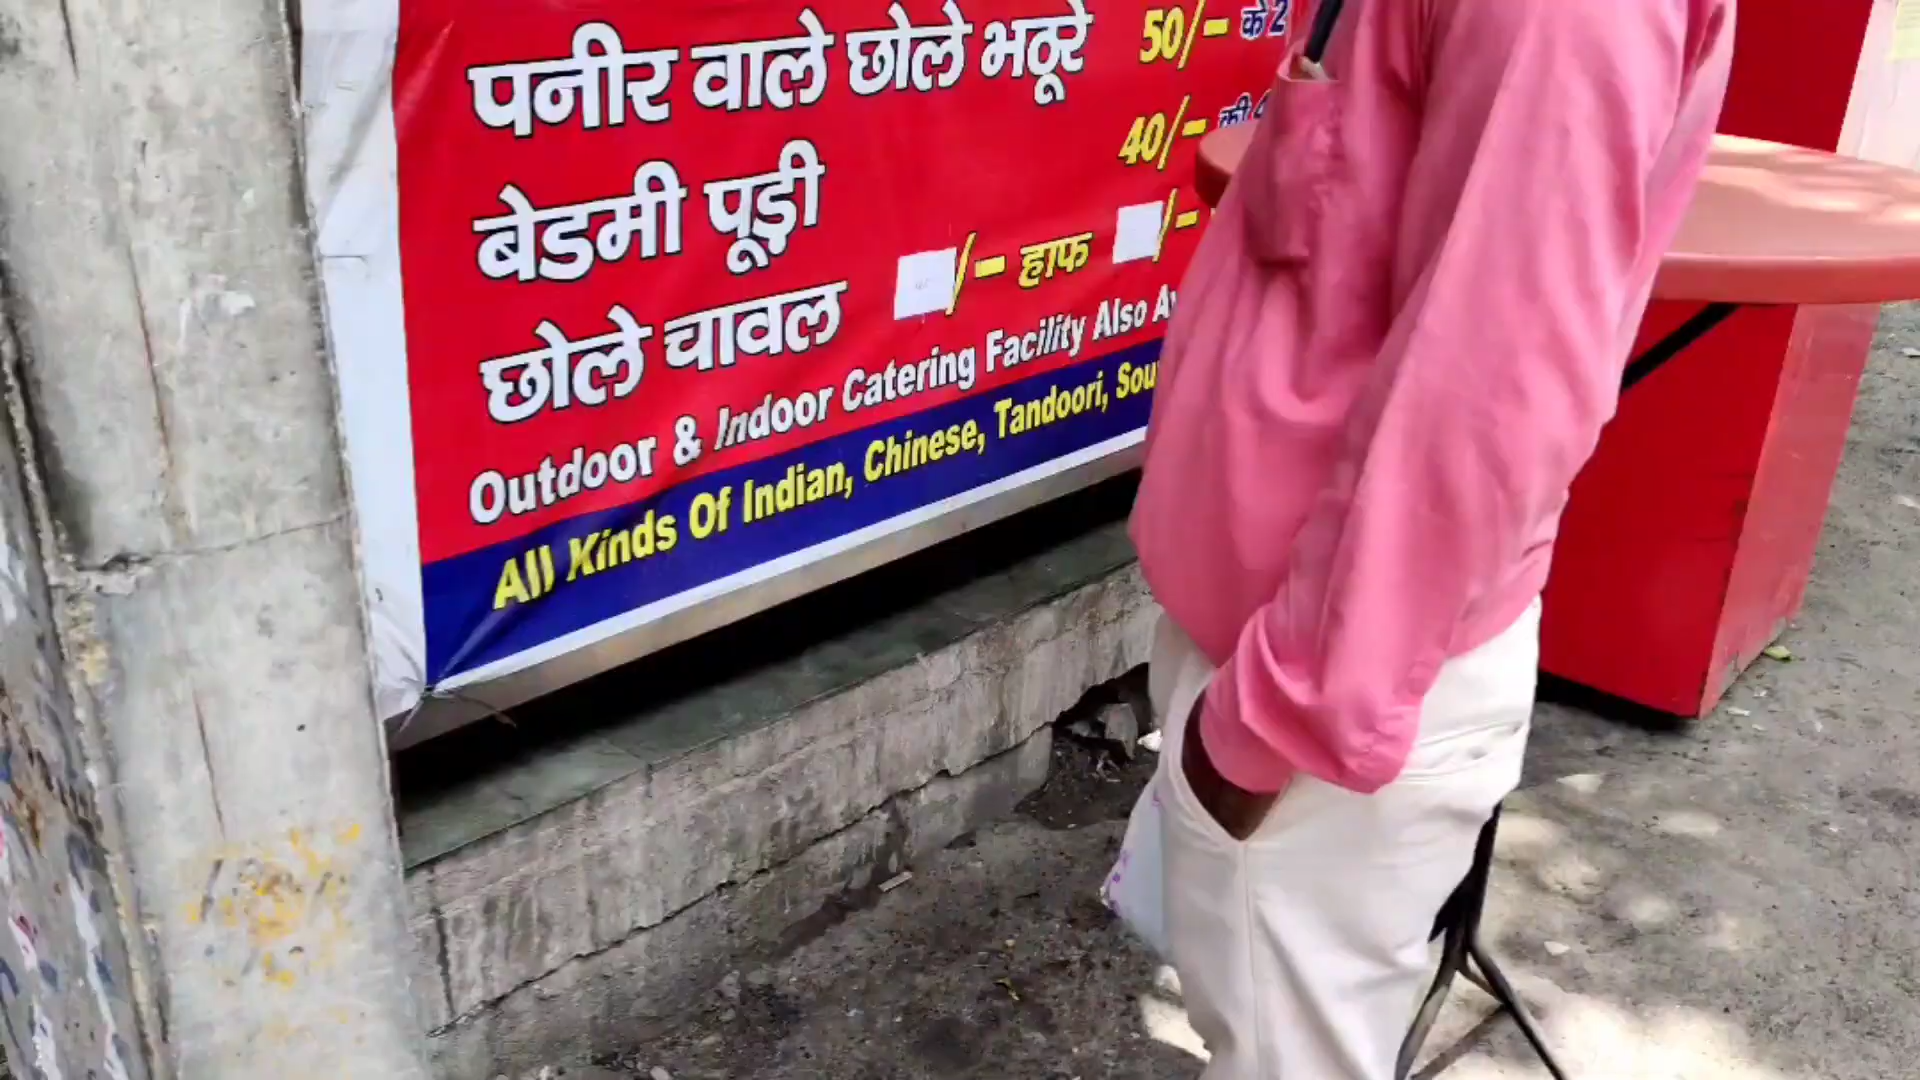 पनीर वाले छोले भठूरे 50/- के 2
बेडमी पूड़ी 40/- की
छोले चावल /- हाफ /-
Outdoor & Indoor Catering Facility Also
All Kinds Of Indian, Chinese, Tandoori,